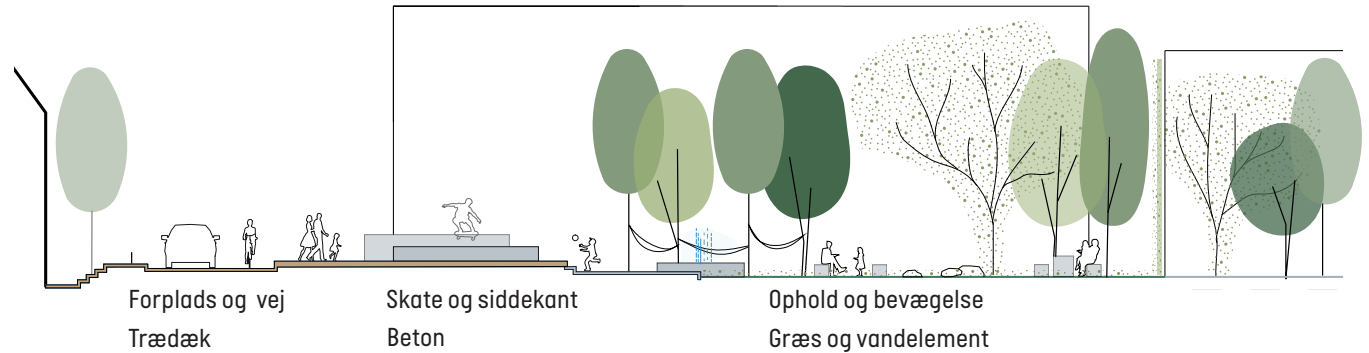 Forplads og vej
Trædæk
Skate og siddekant
Beton
Ophold og bevægelse
Græs og vandelement